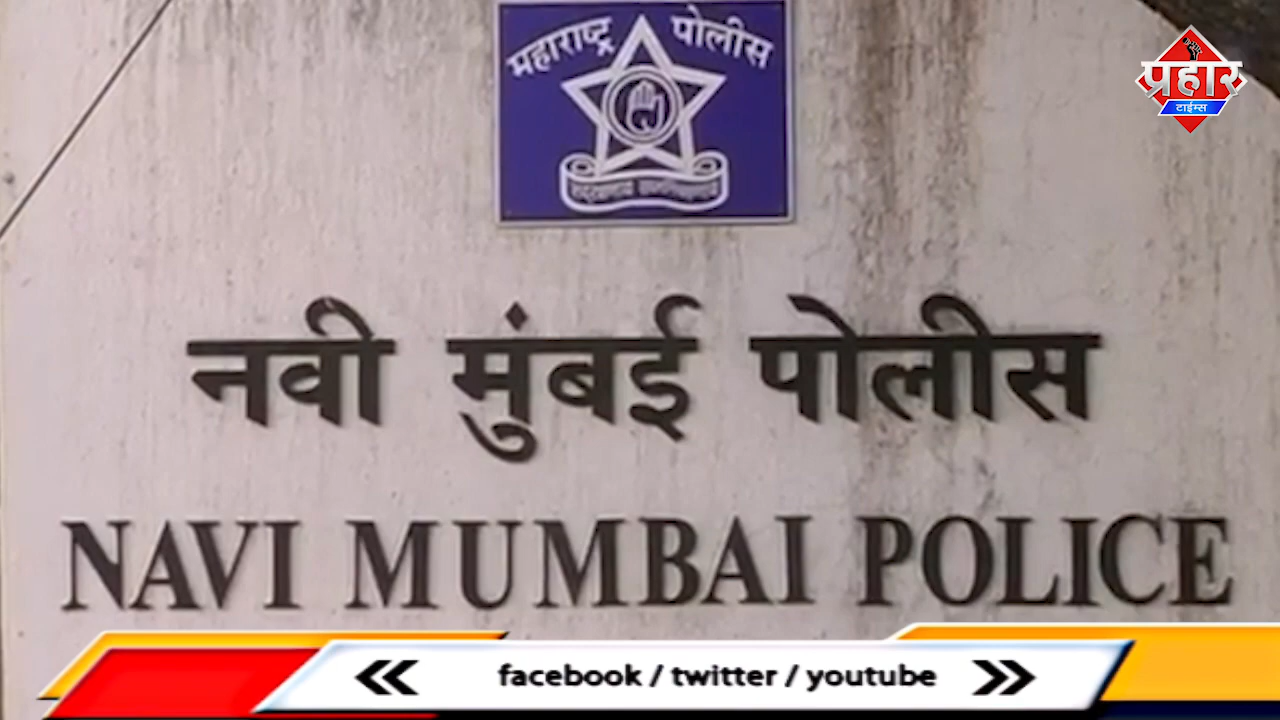 महाराष्ट्र पोलीस
प्रहार
टाईम्स
नवी मुंबई पोलीस
NAVI MUMBAI POLICE
facebook / twitter / youtube